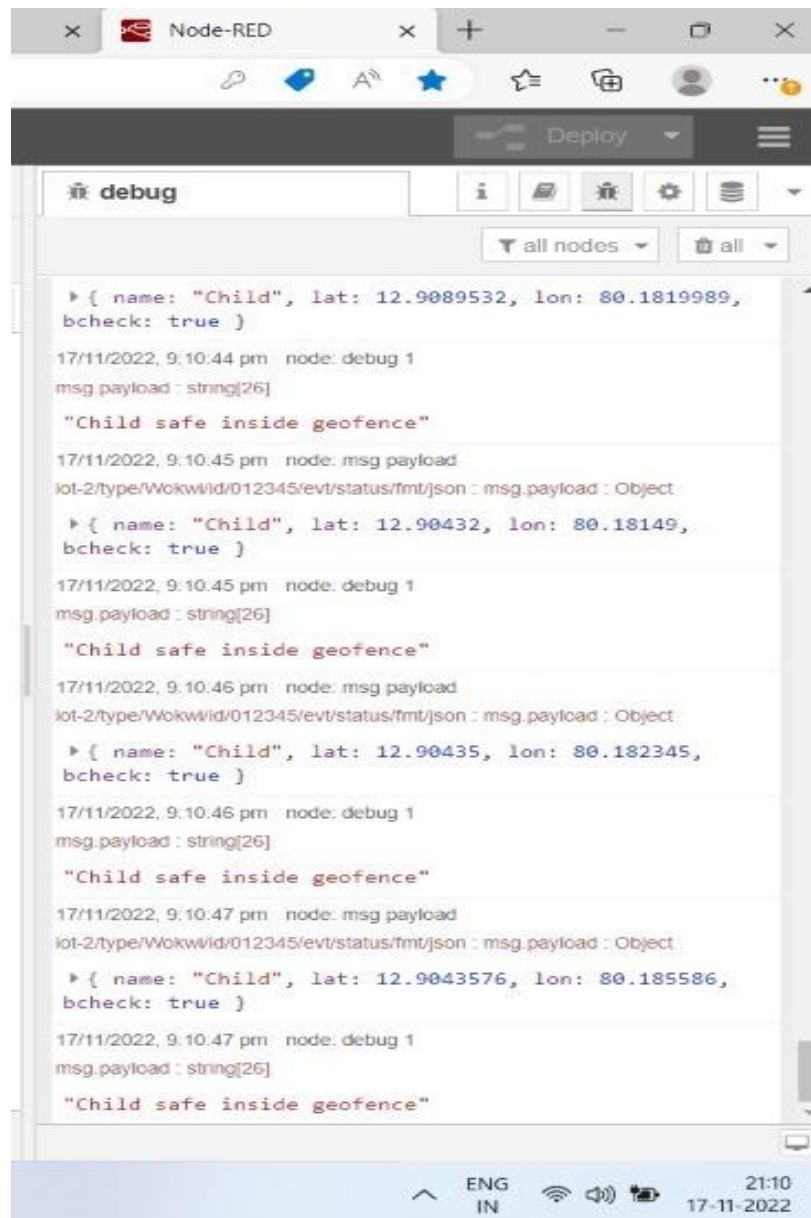 Node-RED
Deploy
debug
i
all nodes
all
{ name: "Child", lat: 12.9089532, lon: 80.1819989,
bcheck: true }
17/11/2022, 9:10:44 pm node: debug 1
msg.payload : string[26]
"Child safe inside geofence"
17/11/2022, 9:10:45 pm node: msg payload
iot-2/type/Wokwi/id/012345/evt/status/fmt/json : msg.payload : Object
{ name: "Child", lat: 12.90432, lon: 80.18149,
bcheck: true }
17/11/2022, 9:10:45 pm node: debug 1
msg.payload : string[26]
"Child safe inside geofence"
17/11/2022, 9:10:46 pm node: msg payload
iot-2/type/Wokwi/id/012345/evt/status/fmt/json : msg.payload : Object
{ name: "Child", lat: 12.90435, lon: 80.182345,
bcheck: true }
17/11/2022, 9:10:46 pm node: debug 1
msg.payload : string[26]
"Child safe inside geofence"
17/11/2022, 9:10:47 pm node: msg payload
iot-2/type/Wokwi/id/012345/evt/status/fmt/json : msg.payload : Object
{ name: "Child", lat: 12.9043576, lon: 80.185586,
bcheck: true }
17/11/2022, 9:10:47 pm node: debug 1
msg.payload : string[26]
"Child safe inside geofence"
ENG
IN
21:10
17-11-2022